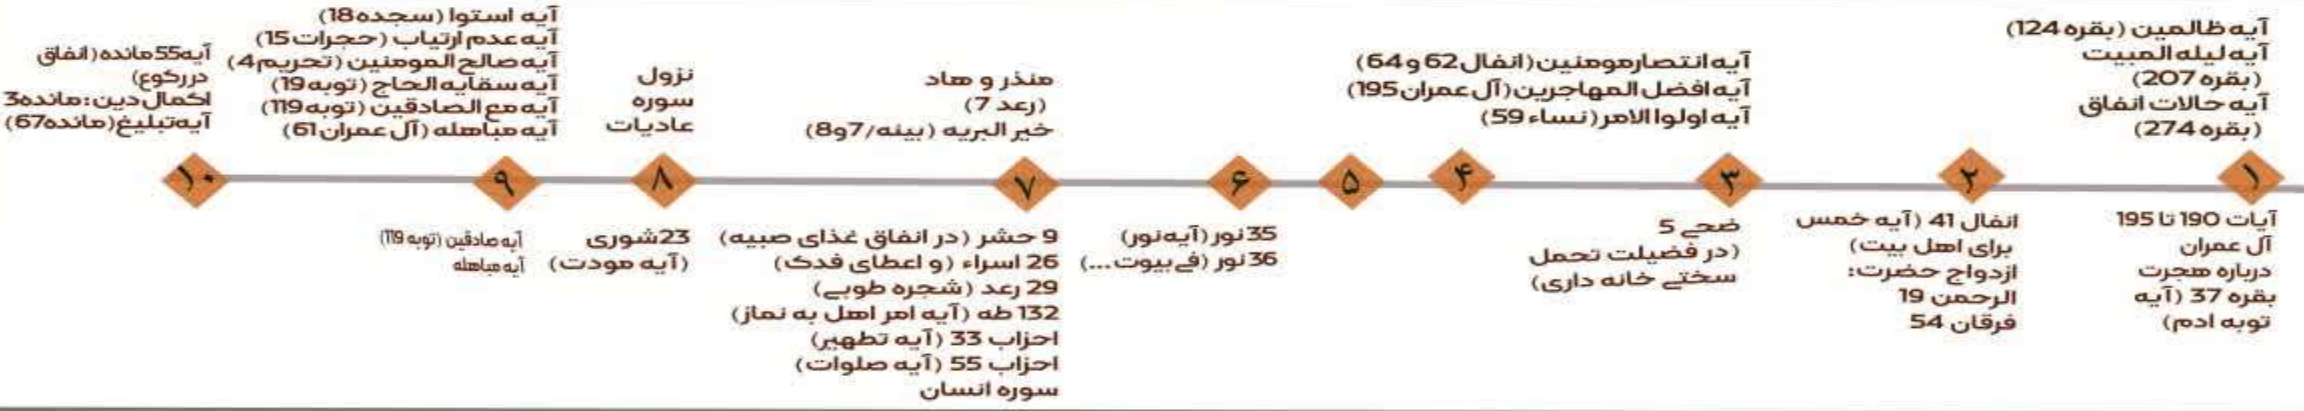 آیه ظالمین (بقره 124)
آیه لیله المبیت
(بقره 207)
آیه حالات انفاق
(بقره 274)
آیه انتصارمومنین(انفال 62 و 64)
آیه افضل المهاجرین(آل عمران 195)
آیه اولوا الامر (نساء 59)
منذر و هاد
(رعد 7)
خیر البریه (بینه/7و8)
نزول
سوره
عادیات
آیه استوا (سجده 18)
آیه عدم ارتیاب (حجرات 15)
آیه صالح المومنین (تحریم 4)
آیه سقایه الحاج (توبه 19)
آیه مع الصادقین (توبه 119)
آیه مباهله (آل عمران 61)
آیه 55 مائده (انفاق
در رکوع)
اکمال دین: مائده 3
آیه تبلیغ(مائده 67)
۱
۲
۳
۴
۵
۶
۷
۸
۹
۱۰
آیات 190 تا 195
آل عمران
درباره هجرت
بقره 37 (آیه
توبه ادم)
انفال 41 (آیه خمس
برای اهل بیت)
ازدواج حضرت:
الرحمن 19
فرقان 54
ضحی 5
(در فضیلت تحمل
سختی خانه داری)
35 نور (آیه نور)
36 نور (فی بیوت...)
9 حشر (در انفاق غذای صبیه)
26 اسراء (و اعطای فدک)
29 رعد (شجره طوبی)
132 طه (آیه امر اهل به نماز)
احزاب 33 (آیه تطهیر)
احزاب 55 (آیه صلوات)
سوره انسان
23 شوری
(آیه مودت)
آیه صادقین (توبه 119)
آیه مباهله